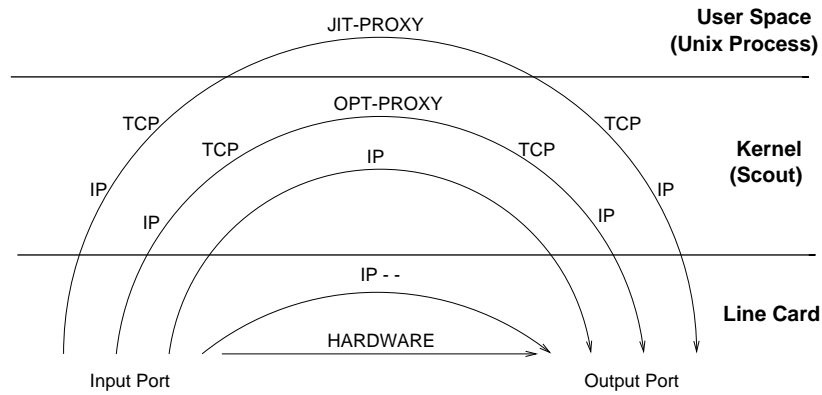 JIT-PROXY
User Space
(Unix Process)
OPT-PROXY
TCP
TCP
TCP
TCP
IP
Kernel
(Scout)
IP
IP
IP
IP
IP - -
Line Card
HARDWARE
Input Port
Output Port